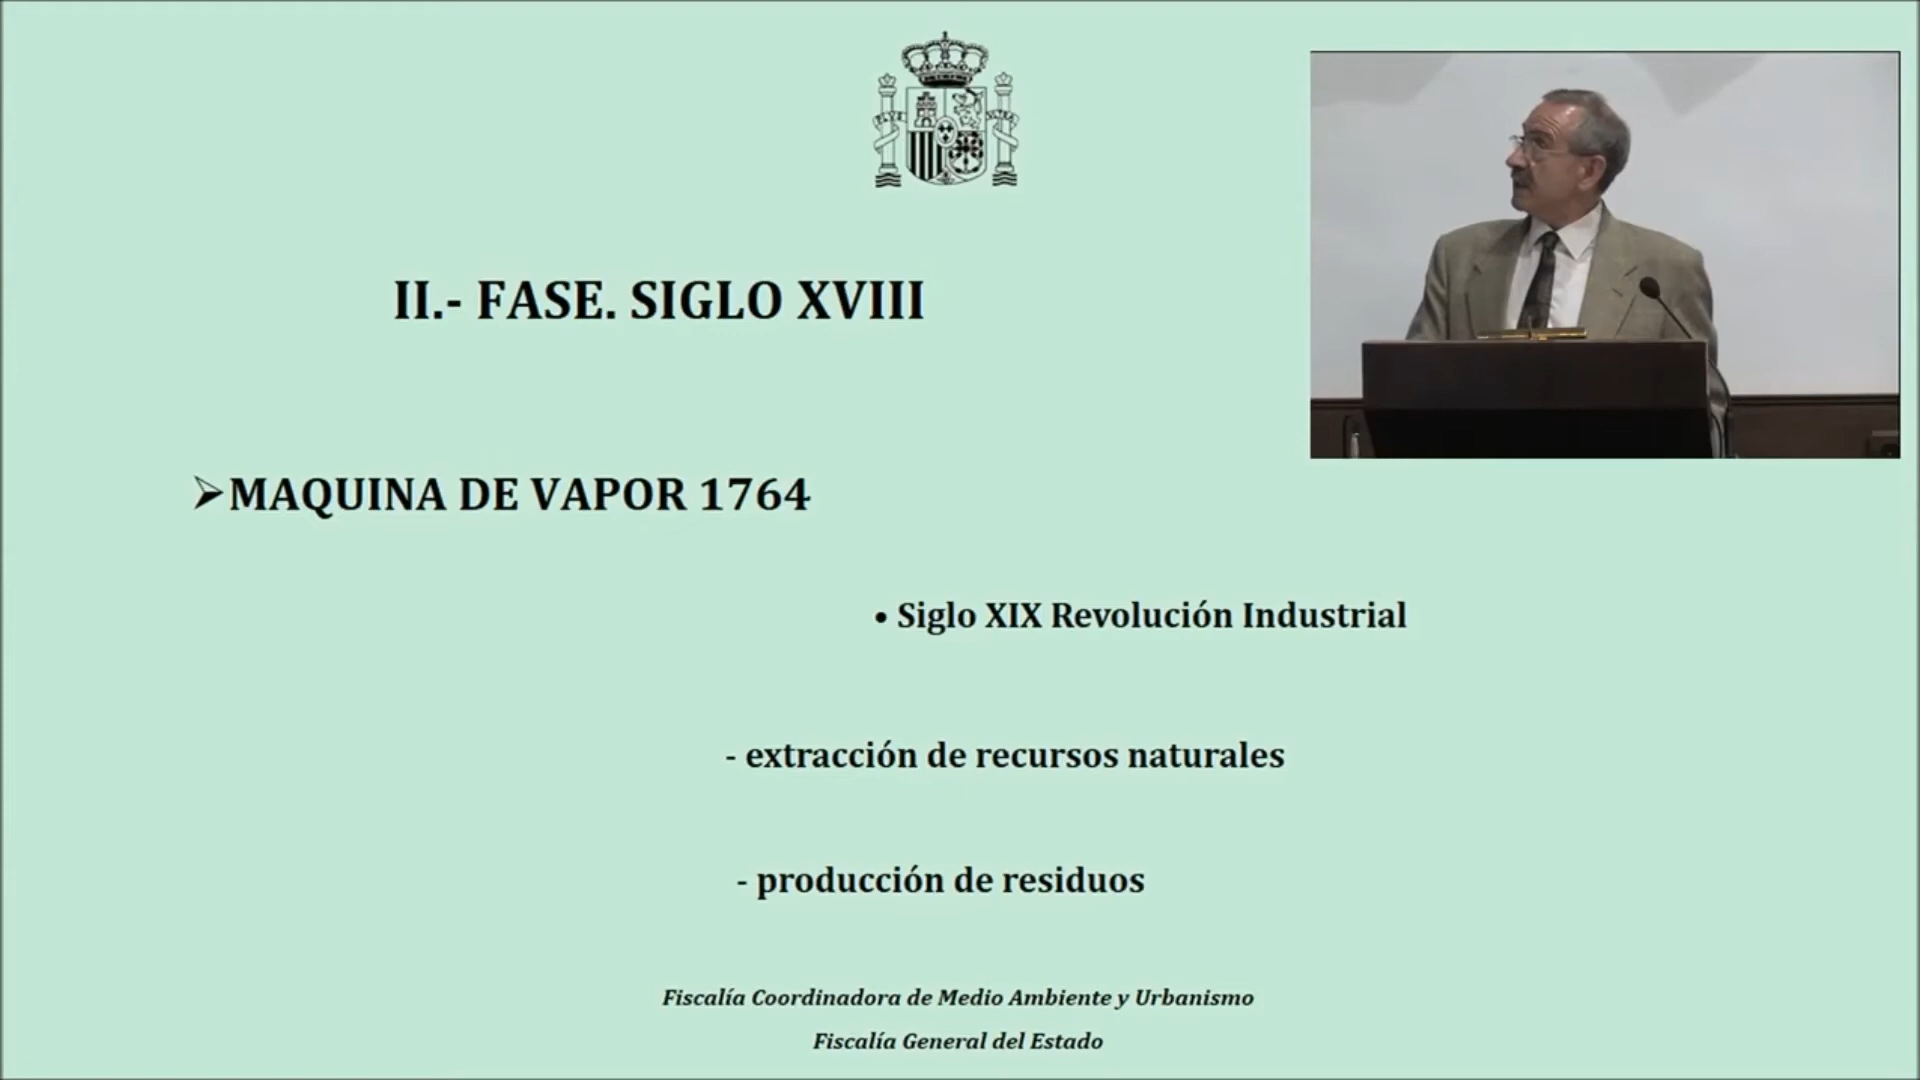 II.- FASE. SIGLO XVIII
➢MAQUINA DE VAPOR 1764
• Siglo XIX Revolución Industrial
- extracción de recursos naturales
- producción de residuos
Fiscalía Coordinadora de Medio Ambiente y Urbanismo
Fiscalía General del Estado